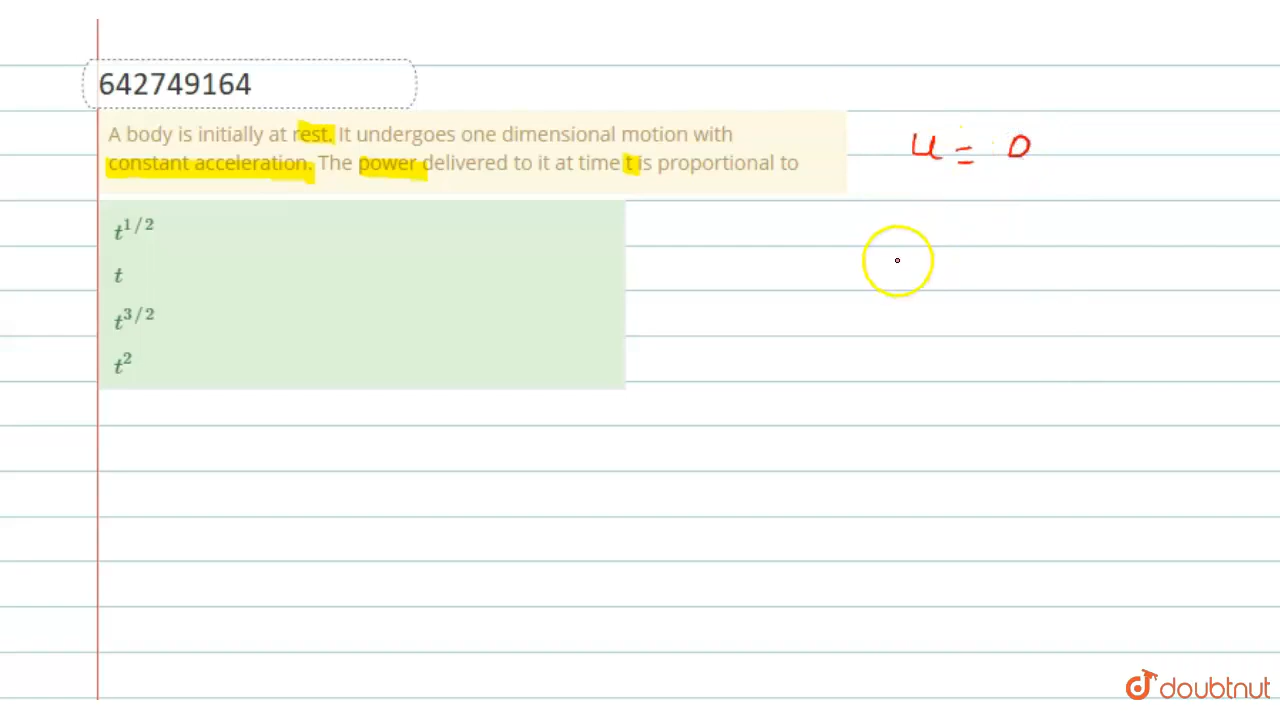 642749164
A body is initially at rest. It undergoes one dimensional motion with
constant acceleration. The power delivered to it at time t is proportional to
u = 0
t^{1/2}
t
t^{3/2}
t^2
doubtnut